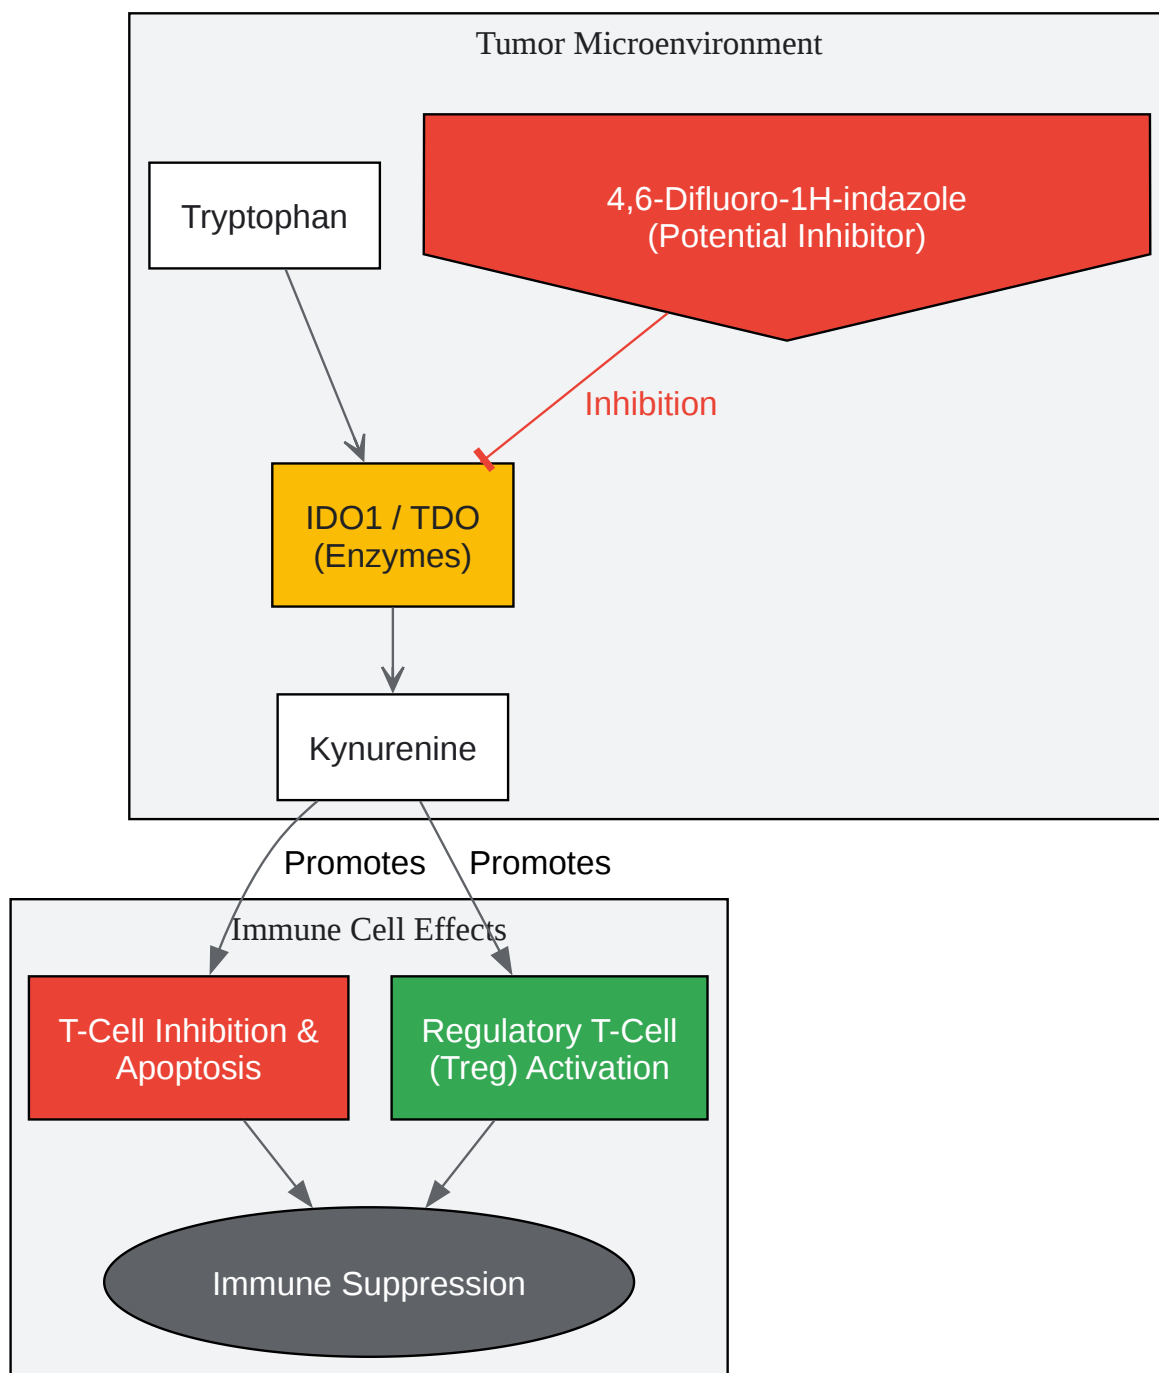 Tumor Microenvironment
Tryptophan
4,6-Difluoro-1H-indazole
(Potential Inhibitor)
Inhibition
IDO1 / TDO
(Enzymes)
Kynurenine
Promotes
Promotes
Immune Cell Effects
T-Cell Inhibition &
Apoptosis
Regulatory T-Cell
(Treg) Activation
Immune Suppression